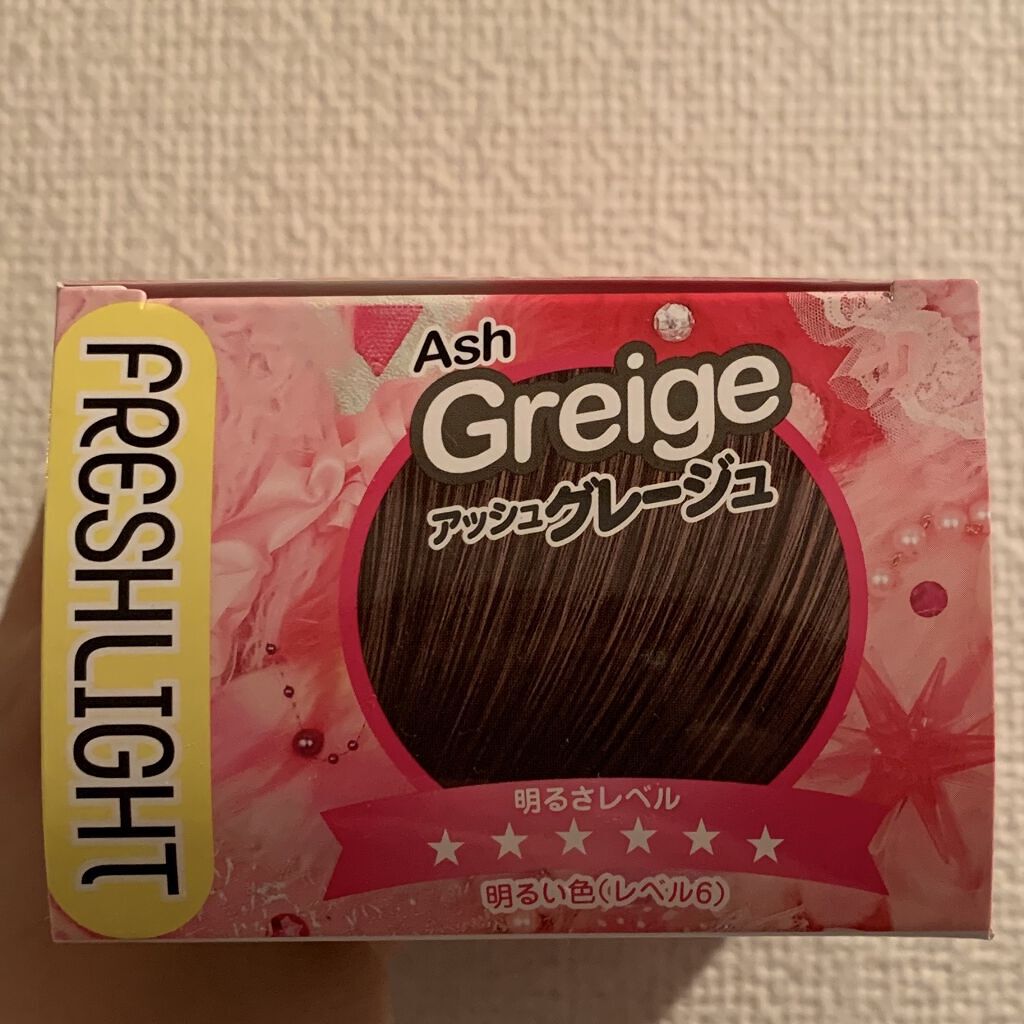 FRESHLIGHT
Ash
Greige
アッシュグレージュ
明るさレベル
★★★★★★
明るい色(レベル6)